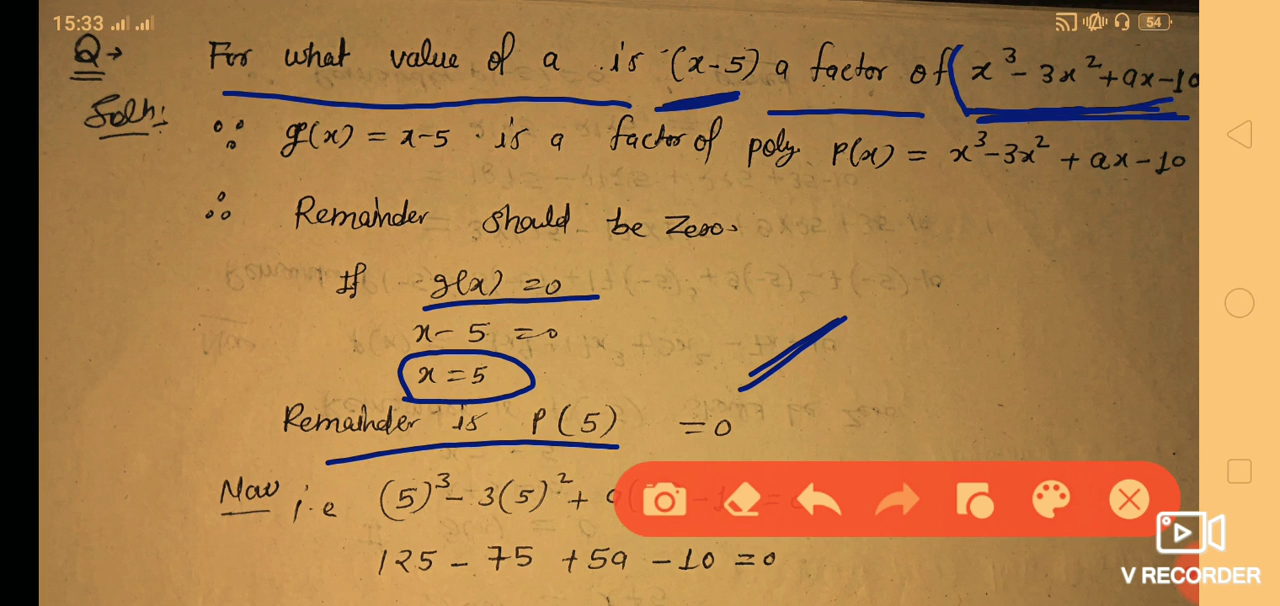 15:33
54
Q→ For what value of a is (x-5) a factor of (x³-3x²+ax-10
Soln:
∵ g(x) = x-5 is a factor of poly P(x) = x³-3x² + ax-10
∴ Remainder should be zero.
If g(x) =0
x- 5 =0
x = 5
Remainder is P(5) =0
Now i.e (5)³- 3(5)²+
125 - 75 +5a -10 =0
V RECORDER